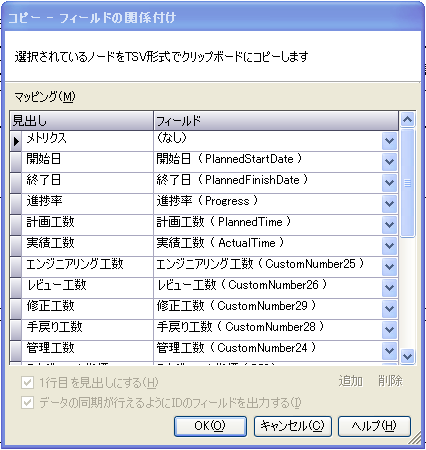 コピー - フィールドの関係付け
選択されているノードをTSV形式でクリップボードにコピーします
マッピング(M)
見出し フィールド
メトリクス (なし)
開始日 開始日 ( PlannedStartDate )
終了日 終了日 ( PlannedFinishDate )
進捗率 進捗率 ( Progress )
計画工数 計画工数 ( PlannedTime )
実績工数 実績工数 ( ActualTime )
エンジニアリング工数 エンジニアリング工数 ( CustomNumber25 )
レビュー工数 レビュー工数 ( CustomNumber26 )
修正工数 修正工数 ( CustomNumber29 )
手戻り工数 手戻り工数 ( CustomNumber28 )
管理工数 管理工数 ( CustomNumber24 )
1行目を見出しにする(H) 追加 削除
データの同期が行えるようにIDのフィールドを出力する(I)
OK(O) キャンセル(C) ヘルプ(H)